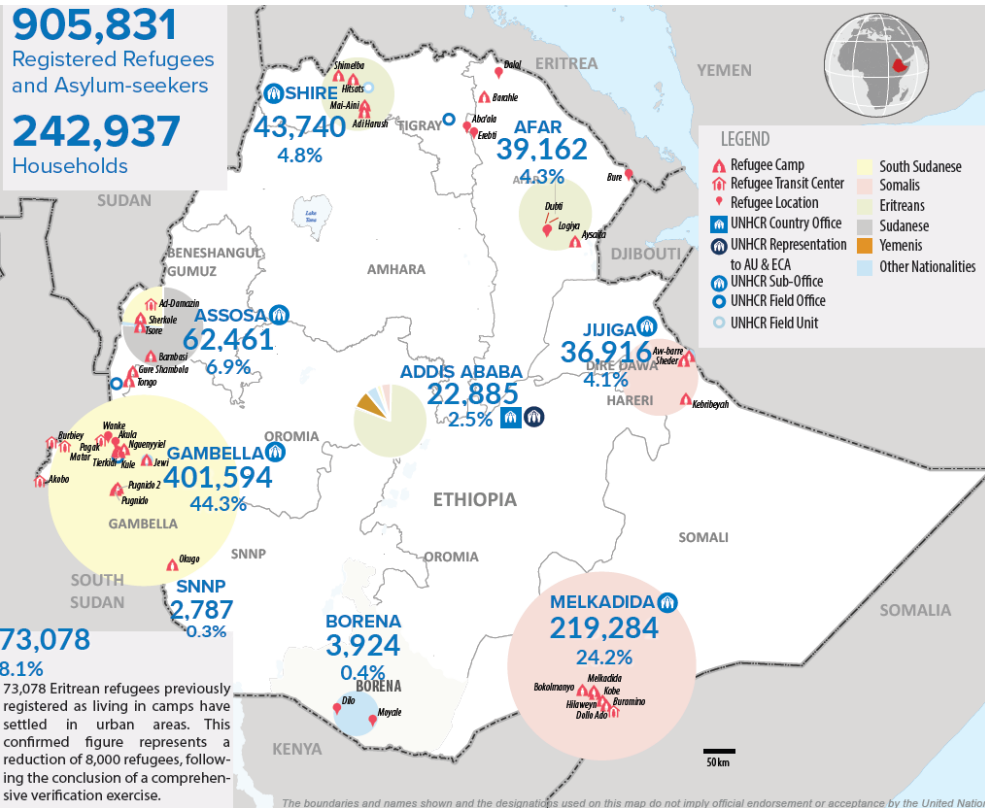 905,831
Registered Refugees
and Asylum-seekers
242,937
Households
ERITREA
YEMEN
SUDAN
DJIBOUTI
SOMALIA
KENYA
SOUTH
SUDAN
ETHIOPIA
LEGEND
Refugee Camp
Refugee Transit Center
Refugee Location
UNHCR Country Office
UNHCR Representation
to AU & ECA
UNHCR Sub-Office
UNHCR Field Office
UNHCR Field Unit
South Sudanese
Somalis
Eritreans
Sudanese
Yemenis
Other Nationalities
Shimelba
Hitsats
Mai-Aini
Adi Harush
SHIRE
43,740
4.8%
TIGRAY
Dalol
Barahle
Aba'ala
Erebti
AFAR
39,162
4.3%
Bure
Dubti
Logiya
Aysaita
Lake
Tana
BENESHANGUL
GUMUZ
AMHARA
Ad-Damazin
Sherkole
Tsore
Bambasi
Gure Shambola
Tongo
ASSOSA
62,461
6.9%
JIJIGA
36,916
4.1%
Aw-barre
Sheder
DIRE DAWA
HARERI
Kebribeyah
ADDIS ABABA
22,885
2.5%
Burbiey
Wanke
Akula
Pagak
Nguenyyiel
Matar
Tierkidi
Kule
Jewi
Akobo
Pugnido 2
Pugnido
Okugo
OROMIA
GAMBELLA
401,594
44.3%
GAMBELLA
SNNP
SNNP
2,787
0.3%
OROMIA
SOMALI
BORENA
3,924
0.4%
BORENA
Dilo
Moyale
MELKADIDA
219,284
24.2%
Melkadida
Bokolmanyo
Kobe
Hilaweyn
Buramino
Dollo Ado
73,078
8.1%
73,078 Eritrean refugees previously
registered as living in camps have
settled in urban areas. This
confirmed figure represents a
reduction of 8,000 refugees, follow-
ing the conclusion of a comprehen-
sive verification exercise.
50 km
The boundaries and names shown and the designations used on this map do not imply official endorsement or acceptance by the United Nation